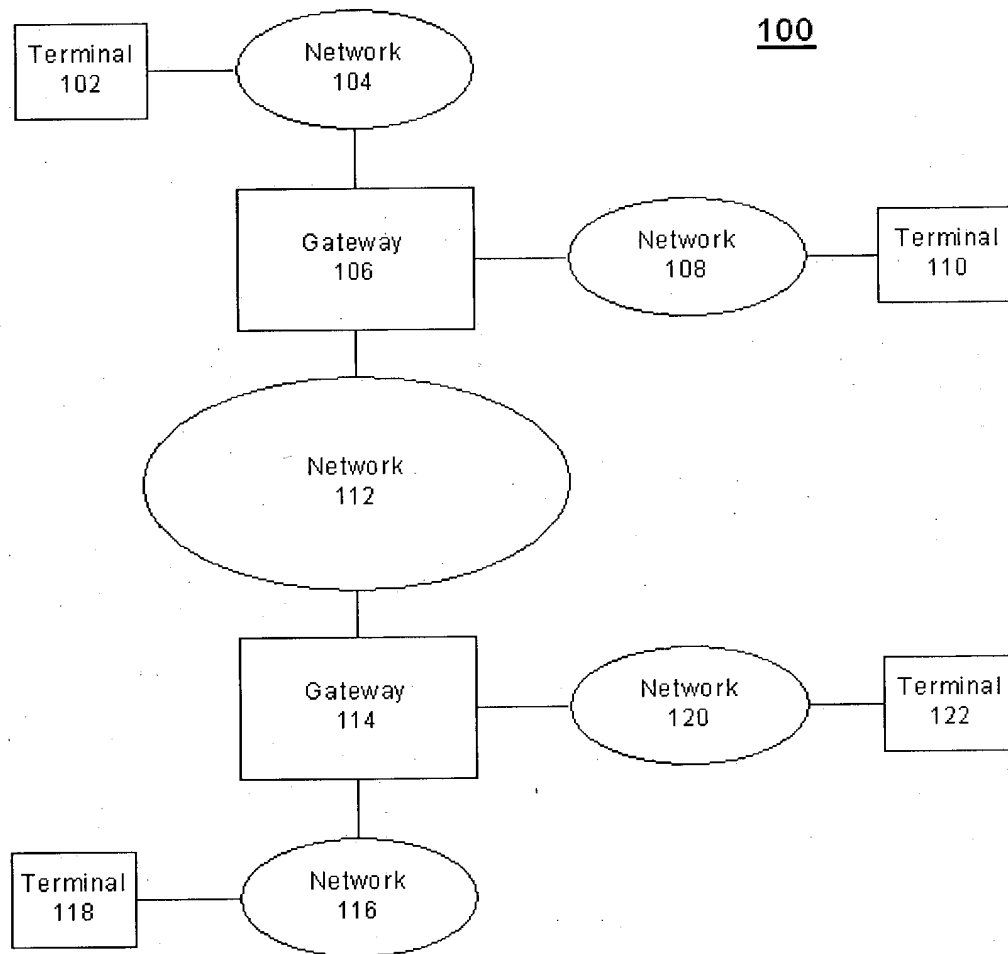 100
Terminal
102
Network
104
Gateway
106
Network
108
Terminal
110
Network
112
Gateway
114
Network
120
Terminal
122
Terminal
118
Network
116